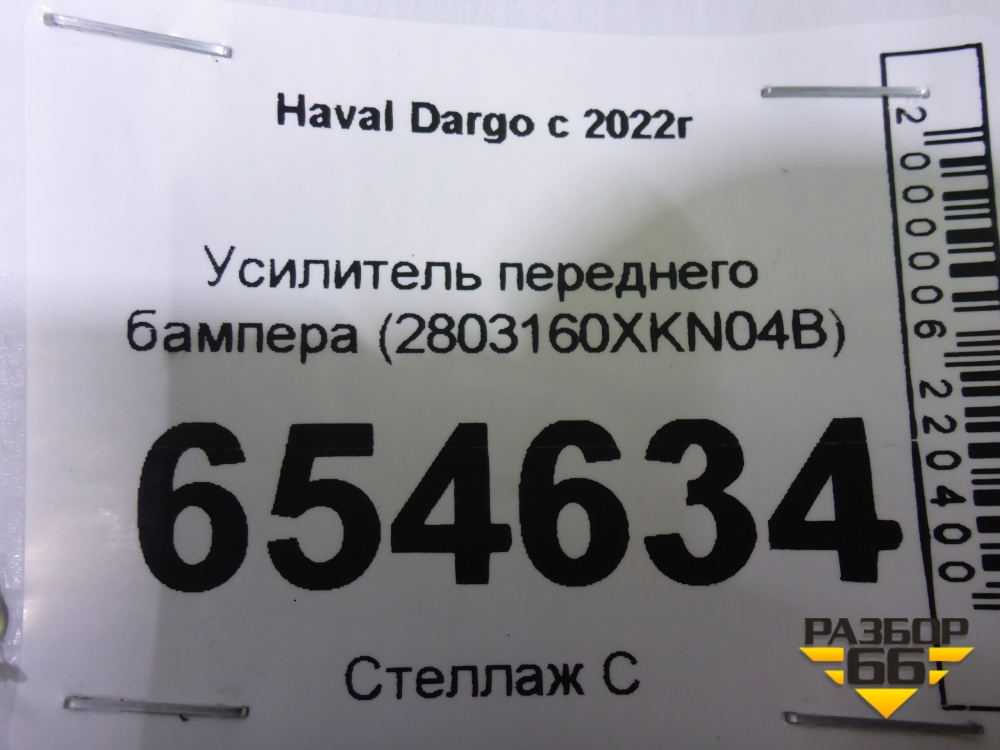 Haval Dargo с 2022г
Усилитель переднего
бампера (2803160XKN04B)
654634
Стеллаж С
2000006220400
РАЗБОР
66